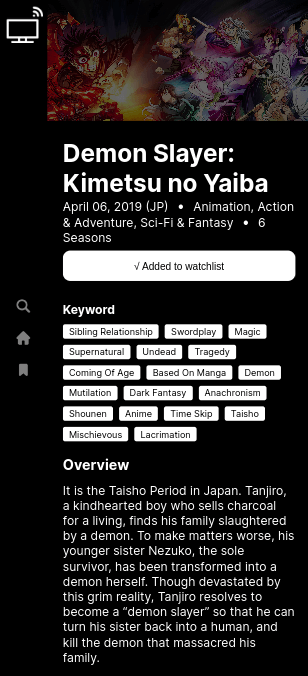 Demon Slayer:
Kimetsu no Yaiba
April 06, 2019 (JP) • Animation, Action
& Adventure, Sci-Fi & Fantasy • 6
Seasons
√ Added to watchlist
Keyword
Sibling Relationship Swordplay Magic
Supernatural Undead Tragedy
Coming Of Age Based On Manga Demon
Mutilation Dark Fantasy Anachronism
Shounen Anime Time Skip Taisho
Mischievous Lacrimation
Overview
It is the Taisho Period in Japan. Tanjiro,
a kindhearted boy who sells charcoal
for a living, finds his family slaughtered
by a demon. To make matters worse, his
younger sister Nezuko, the sole
survivor, has been transformed into a
demon herself. Though devastated by
this grim reality, Tanjiro resolves to
become a “demon slayer” so that he can
turn his sister back into a human, and
kill the demon that massacred his
family.